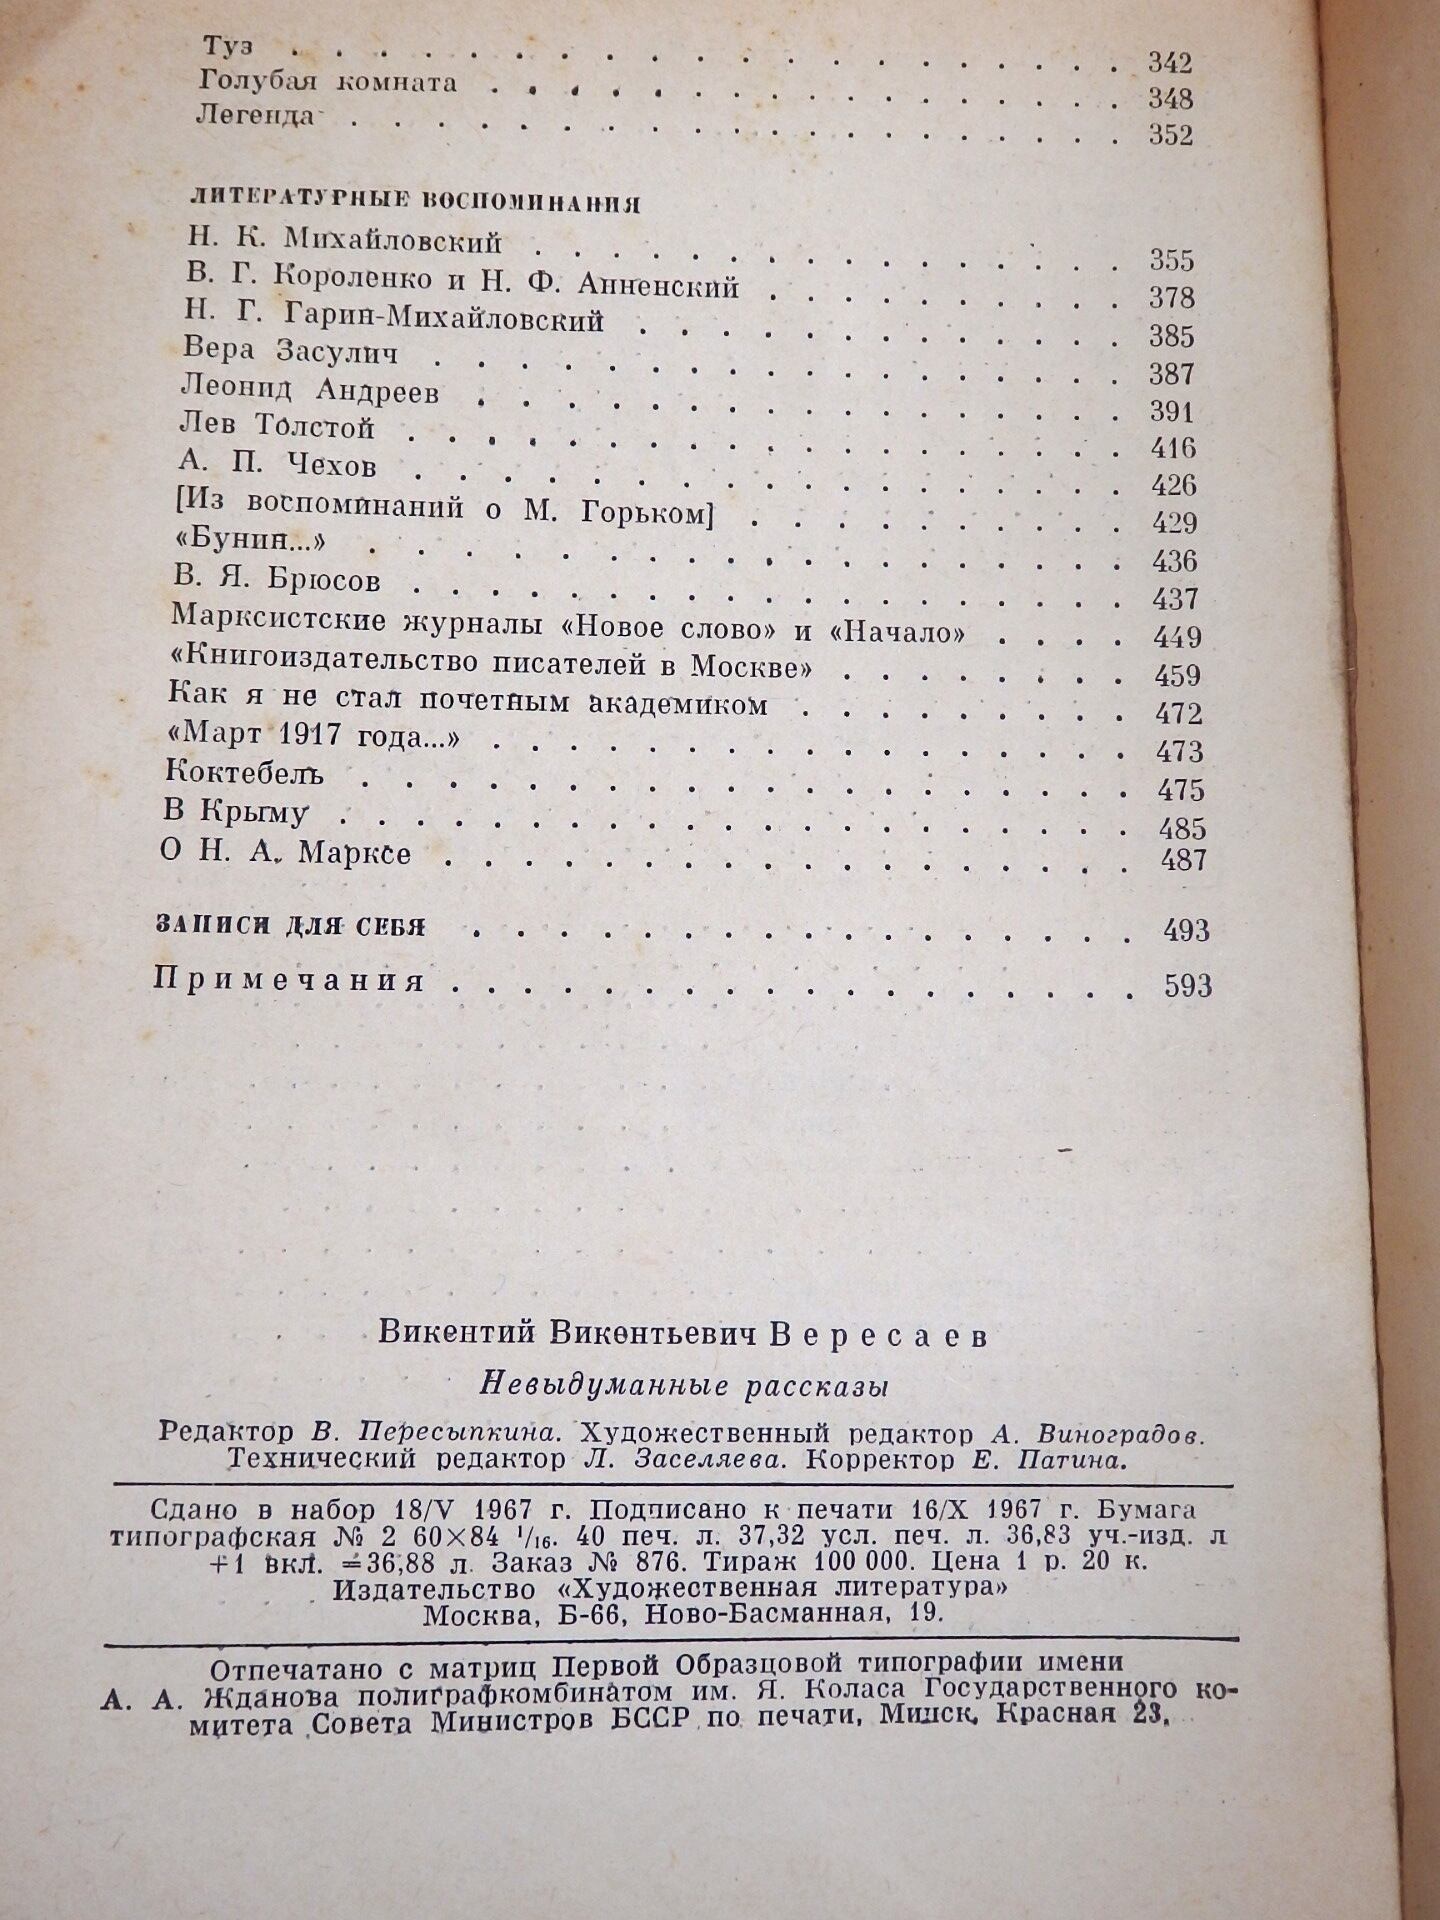 Туз . . . . . . . . . . . . . . . . . . . . 342
Голубая комната . . . . . . . . . . . . . . . . 348
Легенда . . . . . . . . . . . . . . . . . . . 352
ЛИТЕРАТУРНЫЕ ВОСПОМИНАНИЯ
Н. К. Михайловский . . . . . . . . . . . . . . . . 355
В. Г. Короленко и Н. Ф. Анненский . . . . . . . . . . 378
Н. Г. Гарин-Михайловский . . . . . . . . . . . . . 385
Вера Засулич . . . . . . . . . . . . . . . . . 387
Леонид Андреев . . . . . . . . . . . . . . . . 391
Лев Толстой . . . . . . . . . . . . . . . . . . 416
А. П. Чехов . . . . . . . . . . . . . . . . . 426
[Из воспоминаний о М. Горьком] . . . . . . . . . . 429
«Бунин...» . . . . . . . . . . . . . . . . . . . 436
В. Я. Брюсов . . . . . . . . . . . . . . . . . . 437
Марксистские журналы «Новое слово» и «Начало» . . . . 449
«Книгоиздательство писателей в Москве» . . . . . . . . 459
Как я не стал почетным академиком . . . . . . . . . 472
«Март 1917 года...» . . . . . . . . . . . . . . . . 473
Коктебель . . . . . . . . . . . . . . . . . . . 475
В Крыму . . . . . . . . . . . . . . . . . . . . 485
О Н. А. Марксе . . . . . . . . . . . . . . . . . 487
ЗАПИСИ ДЛЯ СЕБЯ . . . . . . . . . . . . . . . . . 493
Примечания . . . . . . . . . . . . . . . . . . 593
Викентий Викентьевич Вересаев
Невыдуманные рассказы
Редактор В. Пересыпкина. Художественный редактор А. Виноградов.
Технический редактор Л. Заселяева. Корректор Е. Патина.
Сдано в набор 18/V 1967 г. Подписано к печати 16/X 1967 г. Бумага
типографская № 2 60×84 1/16. 40 печ. л. 37,32 усл. печ. л. 36,83 уч.-изд. л
+1 вкл. =36,88 л. Заказ № 876. Тираж 100 000. Цена 1 р. 20 к.
Издательство «Художественная литература»
Москва, Б-66, Ново-Басманная, 19.
Отпечатано с матриц Первой Образцовой типографии имени
А. А. Жданова полиграфкомбинатом им. Я. Коласа Государственного ко-
митета Совета Министров БССР по печати, Минск, Красная 23.